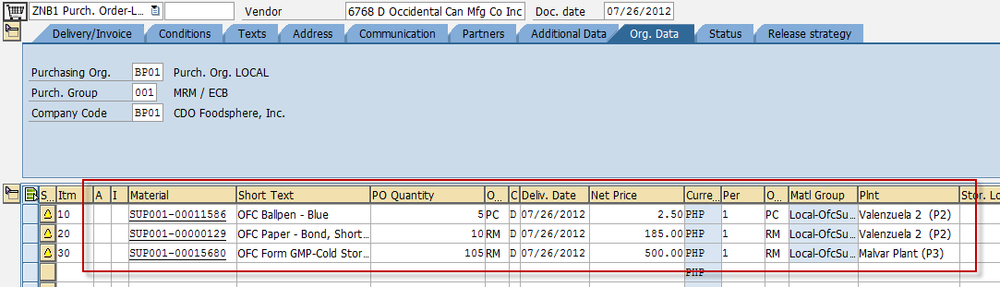 ZNB1 Purch. Order-L... Vendor 6768 D Occidental Can Mfg Co Inc Doc. date 07/26/2012
Delivery/Invoice Conditions Texts Address Communication Partners Additional Data Org. Data Status Release strategy
Purchasing Org. BP01 Purch. Org. LOCAL
Purch. Group 001 MRM / ECB
Company Code BP01 CDO Foodsphere, Inc.
S... Itm A I Material Short Text PO Quantity O... C Deliv. Date Net Price Curre... Per O... Matl Group Plnt Stor. Lo
10 SUP001-00011586 OFC Ballpen - Blue 5 PC D 07/26/2012 2.50 PHP 1 PC Local-OfcSu... Valenzuela 2 (P2)
20 SUP001-00000129 OFC Paper - Bond, Short... 10 RM D 07/26/2012 185.00 PHP 1 RM Local-OfcSu... Valenzuela 2 (P2)
30 SUP001-00015680 OFC Form GMP-Cold Stor... 105 RM D 07/26/2012 500.00 PHP 1 RM Local-OfcSu... Malvar Plant (P3)
PHP